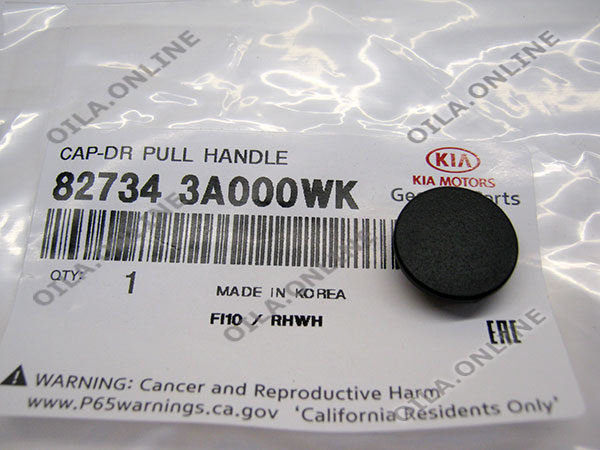 CAP-DR PULL HANDLE
82734 3A000WK
KIA
KIA MOTORS
QTY: 1
MADE IN KOREA
FI10 / RHWH
EAC
WARNING: Cancer and Reproductive Harm
www.P65warnings.ca.gov 'California Residents Only'
OILA.ONLINE
OILA.ONLINE
OILA.ONLINE
OILA.ONLINE
OILA.ONLINE
OILA.ONLINE